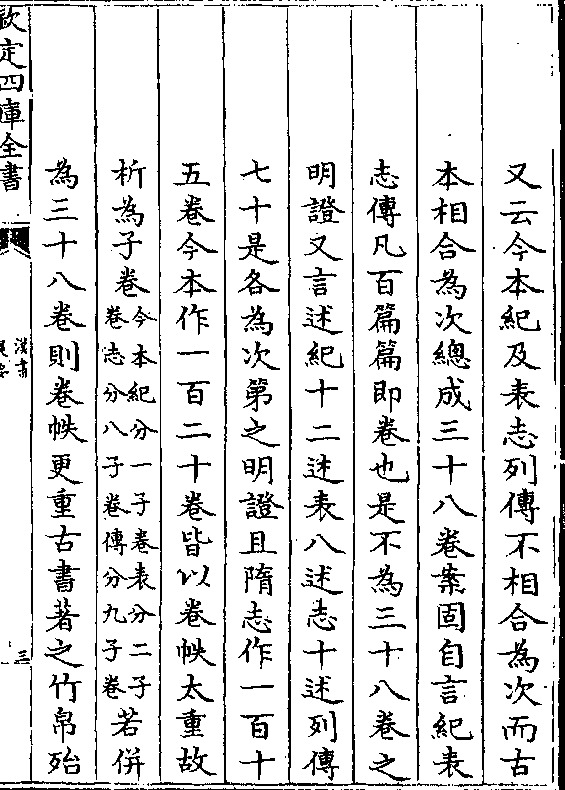 又云今本紀及表志列傳不相合為次而古
本相合為次總成三十八卷案固自言紀表
志傳凡百篇篇即卷也是不為三十八卷之
明證又言述紀十二述表八述志十述列傳
七十是各為次第之明證且隋志作一百十
五卷今本作一百二十卷皆以卷帙太重故
析為子卷今本紀分一子卷表分二子卷志分八子卷傳分九子卷若併
為三十八卷則卷帙更重古書著之竹帛殆
欽定四庫全書
漢書
三